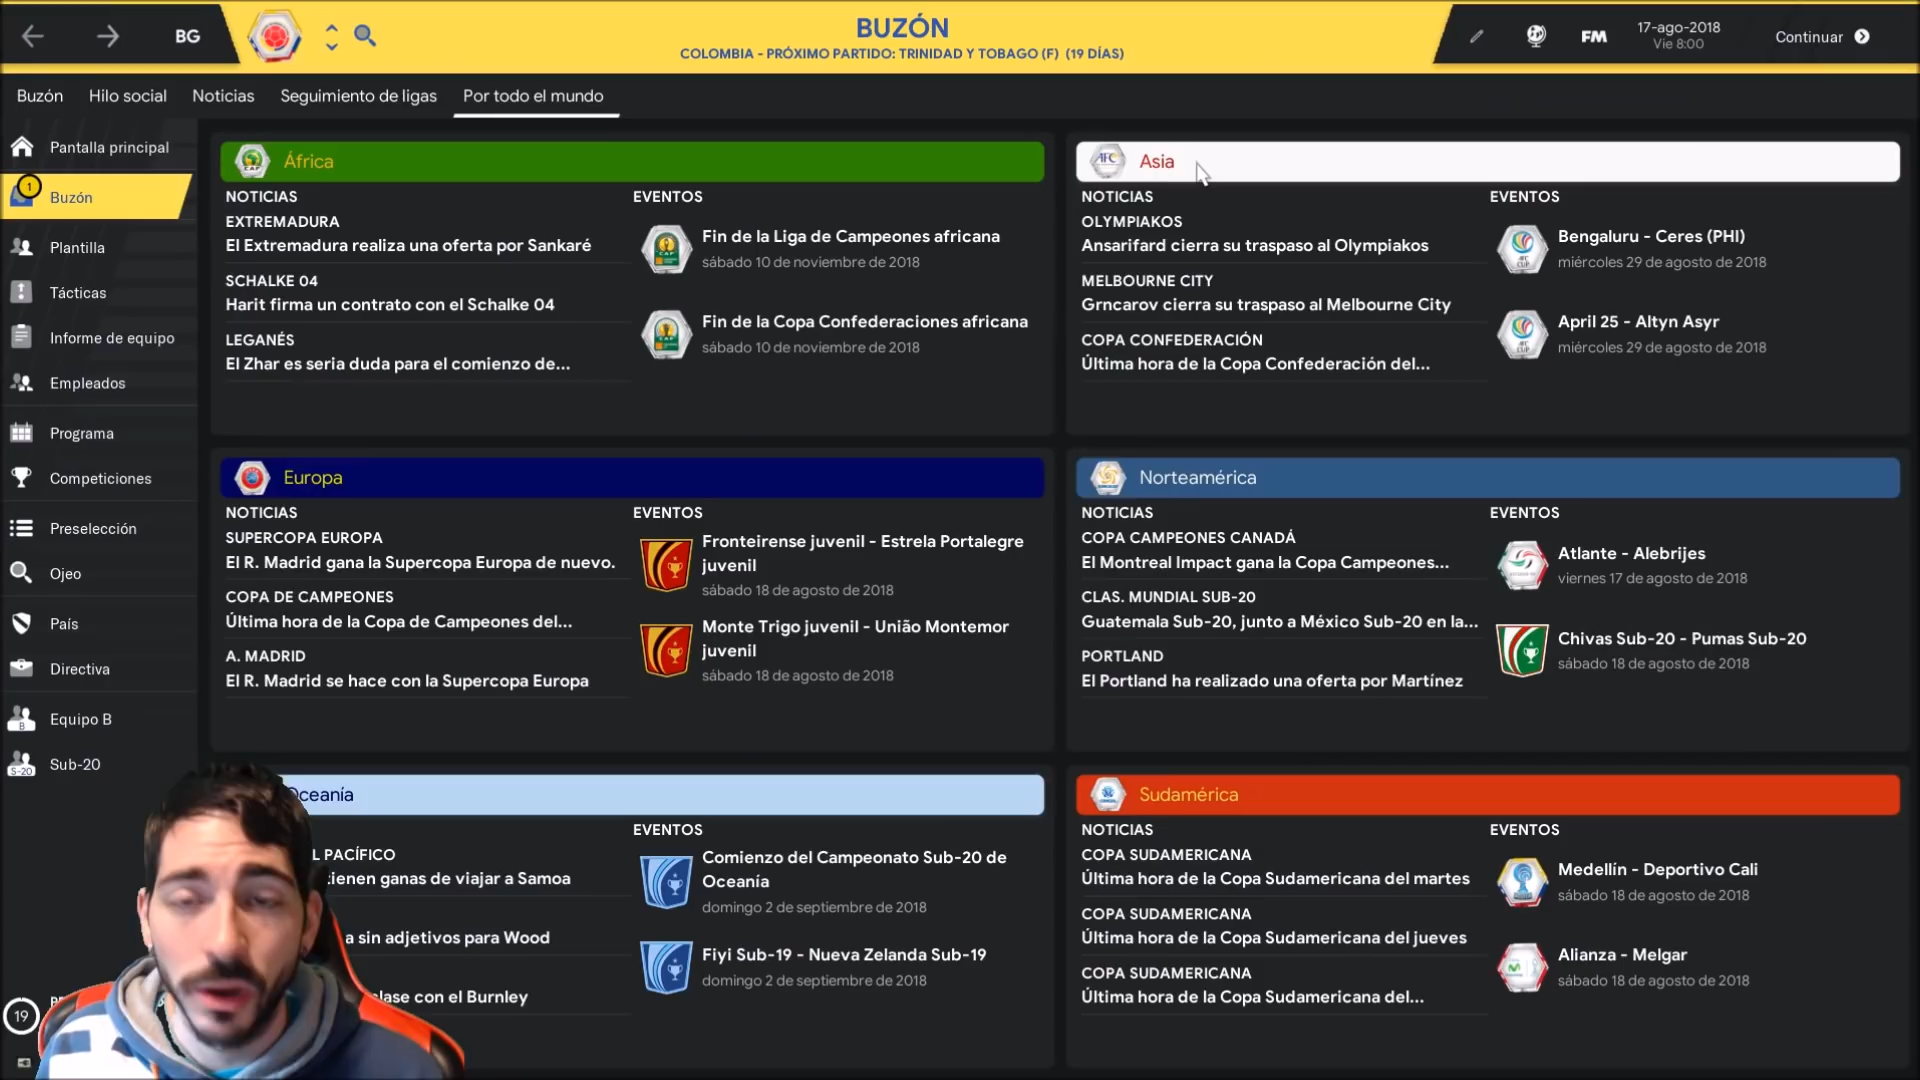 BG
BUZÓN
COLOMBIA - PRÓXIMO PARTIDO: TRINIDAD Y TOBAGO (F) (19 DÍAS)
FM
17-ago-2018
Vie 8:00
Continuar
Buzón
Hilo social
Noticias
Seguimiento de ligas
Por todo el mundo
Pantalla principal
1
Buzón
Plantilla
Tácticas
Informe de equipo
Empleados
Programa
Competiciones
Preselección
Ojeo
País
Directiva
B
Equipo B
S-20
Sub-20
19
África
NOTICIAS
EXTREMADURA
El Extremadura realiza una oferta por Sankaré
SCHALKE 04
Harit firma un contrato con el Schalke 04
LEGANÉS
El Zhar es seria duda para el comienzo de...
EVENTOS
Fin de la Liga de Campeones africana
sábado 10 de noviembre de 2018
Fin de la Copa Confederaciones africana
sábado 10 de noviembre de 2018
AFC
Asia
NOTICIAS
OLYMPIAKOS
Ansarifard cierra su traspaso al Olympiakos
MELBOURNE CITY
Grncarov cierra su traspaso al Melbourne City
COPA CONFEDERACIÓN
Última hora de la Copa Confederación del...
EVENTOS
Bengaluru - Ceres (PHI)
miércoles 29 de agosto de 2018
April 25 - Altyn Asyr
miércoles 29 de agosto de 2018
Europa
NOTICIAS
SUPERCOPA EUROPA
El R. Madrid gana la Supercopa Europa de nuevo.
COPA DE CAMPEONES
Última hora de la Copa de Campeones del...
A. MADRID
El R. Madrid se hace con la Supercopa Europa
EVENTOS
Fronteirense juvenil - Estrela Portalegre
juvenil
sábado 18 de agosto de 2018
Monte Trigo juvenil - União Montemor
juvenil
sábado 18 de agosto de 2018
Norteamérica
NOTICIAS
COPA CAMPEONES CANADÁ
El Montreal Impact gana la Copa Campeones...
CLAS. MUNDIAL SUB-20
Guatemala Sub-20, junto a México Sub-20 en la...
PORTLAND
El Portland ha realizado una oferta por Martínez
EVENTOS
Atlante - Alebrijes
viernes 17 de agosto de 2018
Chivas Sub-20 - Pumas Sub-20
sábado 18 de agosto de 2018
Oceanía
L PACÍFICO
tienen ganas de viajar a Samoa
a sin adjetivos para Wood
clase con el Burnley
EVENTOS
Comienzo del Campeonato Sub-20 de
Oceanía
domingo 2 de septiembre de 2018
Fiyi Sub-19 - Nueva Zelanda Sub-19
domingo 2 de septiembre de 2018
Sudamérica
NOTICIAS
COPA SUDAMERICANA
Última hora de la Copa Sudamericana del martes
COPA SUDAMERICANA
Última hora de la Copa Sudamericana del jueves
COPA SUDAMERICANA
Última hora de la Copa Sudamericana del...
EVENTOS
Medellín - Deportivo Cali
sábado 18 de agosto de 2018
Alianza - Melgar
sábado 18 de agosto de 2018